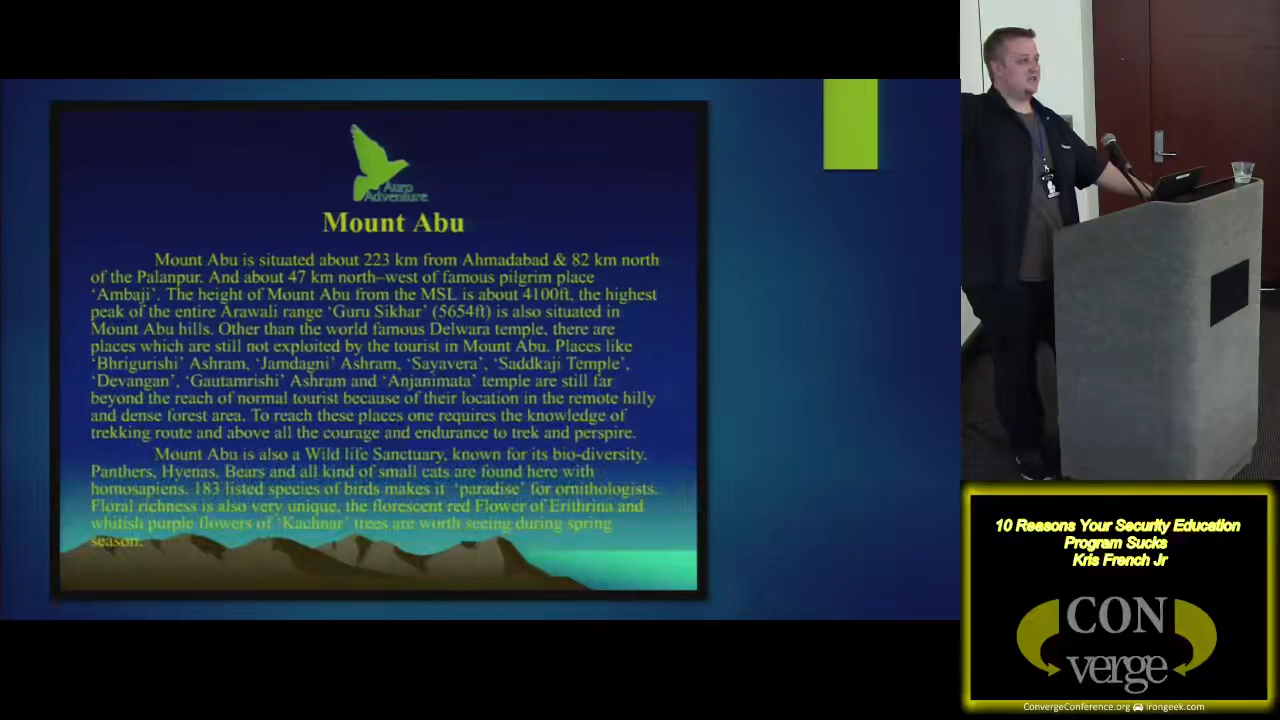 Auro
Adventure
Mount Abu
Mount Abu is situated about 223 km from Ahmadabad & 82 km north
of the Palanpur. And about 47 km north–west of famous pilgrim place
‘Ambaji’. The height of Mount Abu from the MSL is about 4100ft, the highest
peak of the entire Arawali range ‘Guru Sikhar’ (5654ft) is also situated in
Mount Abu hills. Other than the world famous Delwara temple, there are
places which are still not exploited by the tourist in Mount Abu. Places like
‘Bhrigurishi’ Ashram, ‘Jamdagni’ Ashram, ‘Sayavera’, ‘Saddkaji Temple’,
‘Devangan’, ‘Gautamrishi’ Ashram and ‘Anjanimata’ temple are still far
beyond the reach of normal tourist because of their location in the remote hilly
and dense forest area. To reach these places one requires the knowledge of
trekking route and above all the courage and endurance to trek and perspire.
Mount Abu is also a Wild life Sanctuary, known for its bio-diversity.
Panthers, Hyenas, Bears and all kind of small cats are found here with
homosapiens. 183 listed species of birds makes it ‘paradise’ for ornithologists.
Floral richness is also very unique, the florescent red Flower of Erithrina and
whitish purple flowers of ‘Kachnar’ trees are worth seeing during spring
season.
10 Reasons Your Security Education
Program Sucks
Kris French Jr
CON
verge
ConvergeConference.org irongeek.com